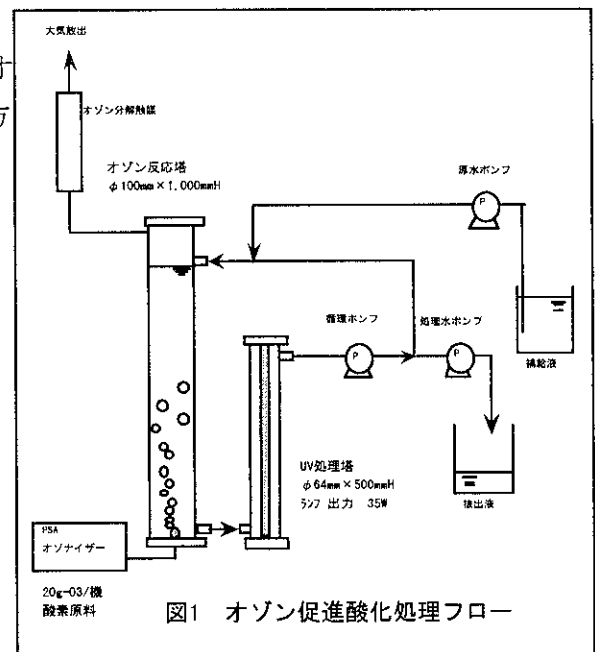 大気放出
オゾン分解触媒
オゾン反応塔
φ100mm×1,000mmH
原水ポンプ
P
循環ポンプ
処理水ポンプ
P
P
補給液
UV処理塔
φ64mm×500mmH
ランプ 出力 35W
抜出液
PSA
オゾナイザー
20g-O3/機
酸素原料
図1 オゾン促進酸化処理フロー